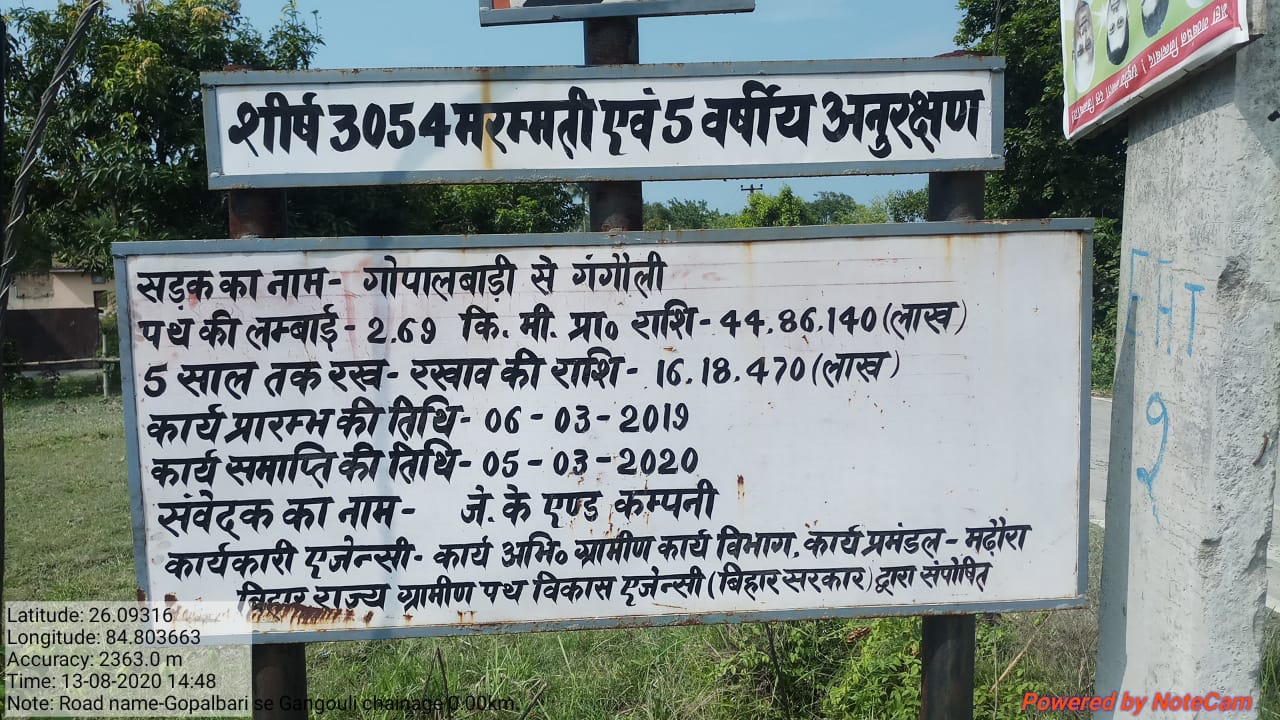 शीर्ष 3054 मरम्मती एवं 5 वर्षीय अनुरक्षण
सड़क का नाम- गोपालबाड़ी से गंगौली
पथ की लम्बाई- 2.69 कि. मी. प्रा० राशि- 44.86.140 (लाख)
5 साल तक रख- रखाव की राशि- 16.18.470 (लाख)
कार्य प्रारम्भ की तिथि- 06-03-2019
कार्य समाप्ति की तिथि- 05-03-2020
संवेदक का नाम- जे. के एण्ड कम्पनी
कार्यकारी एजेन्सी- कार्य अभि० ग्रामीण कार्य विभाग, कार्य प्रमंडल- मढ़ौरा
बिहार राज्य ग्रामीण पथ विकास एजेन्सी (बिहार सरकार) द्वारा संपोषित
Latitude: 26.09316
Longitude: 84.803663
Accuracy: 2363.0 m
Time: 13-08-2020 14:48
Note: Road name-Gopalbari se Gangouli chainage 0.00km.
Powered by NoteCam